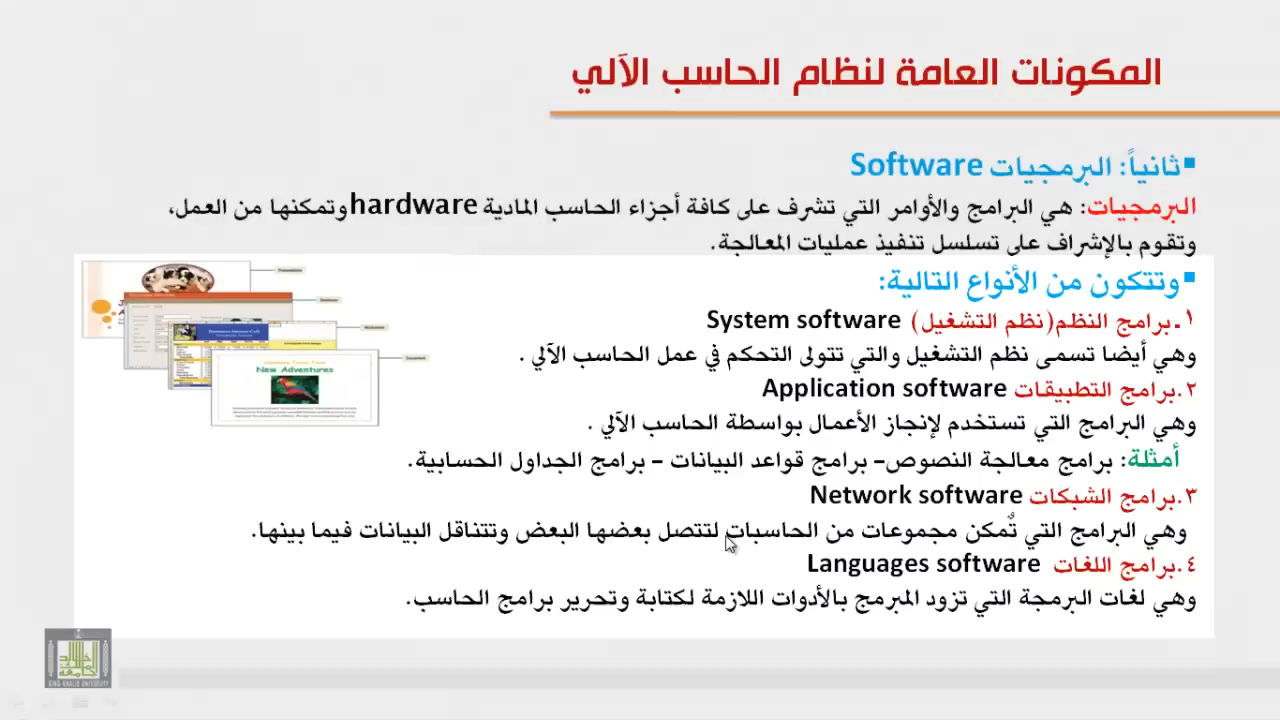 المكونات العامة لنظام الحاسب الآلي
ثانياً: البرمجيات Software
البرمجيات: هي البرامج والأوامر التي تشرف على كافة أجزاء الحاسب المادية hardware وتمكنها من العمل،
وتقوم بالإشراف على تسلسل تنفيذ عمليات المعالجة.
وتتكون من الأنواع التالية:
١.برامج النظم(نظم التشغيل) System software
وهي أيضا تسمى نظم التشغيل والتي تتولى التحكم في عمل الحاسب الآلي .
٢.برامج التطبيقات Application software
وهي البرامج التي تستخدم لإنجاز الأعمال بواسطة الحاسب الآلي .
أمثلة: برامج معالجة النصوص– برامج قواعد البيانات – برامج الجداول الحسابية.
٣.برامج الشبكات Network software
وهي البرامج التي تُمكن مجموعات من الحاسبات لتتصل بعضها البعض وتتناقل البيانات فيما بينها.
٤.برامج اللغات Languages software
وهي لغات البرمجة التي تزود المبرمج بالأدوات اللازمة لكتابة وتحرير برامج الحاسب.
New Adventures
KING KHALID UNIVERSITY